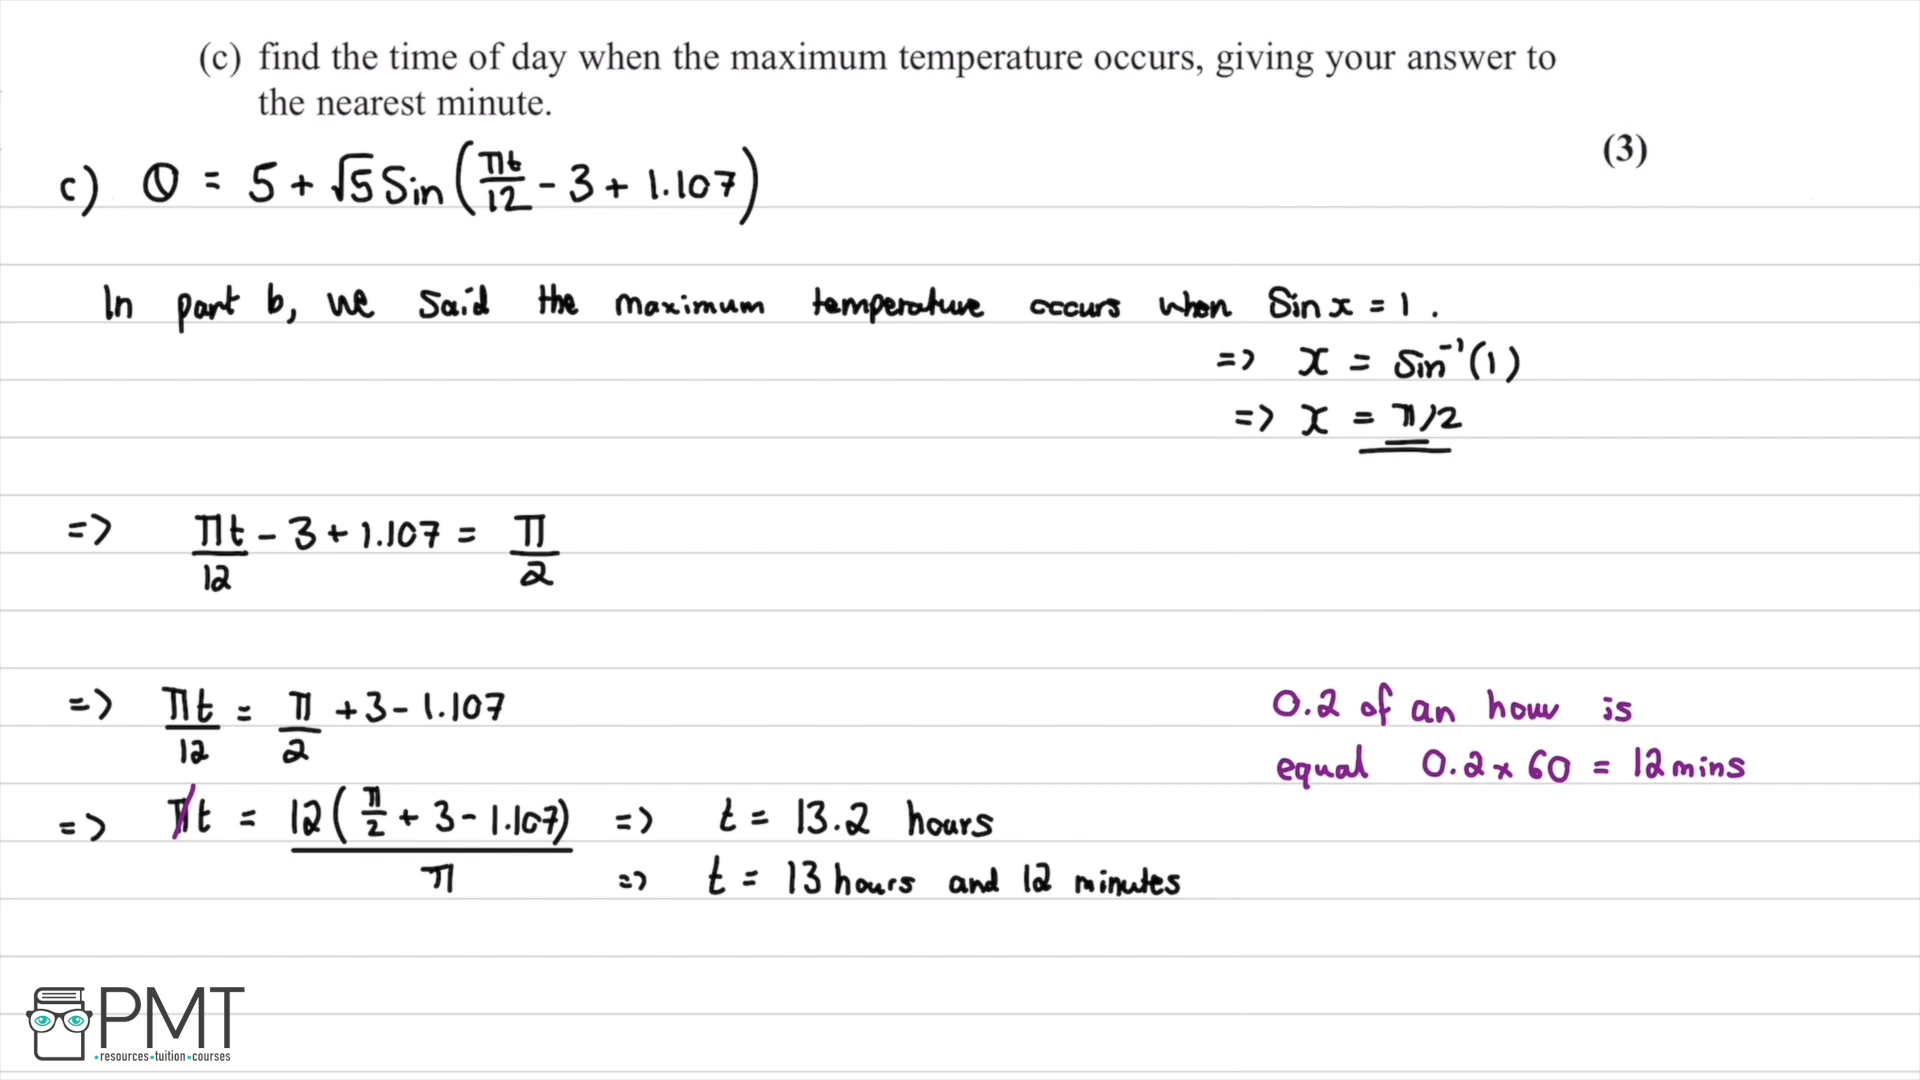 (c) find the time of day when the maximum temperature occurs, giving your answer to
the nearest minute.
(3)
c) θ = 5 + √5 Sin (πt/12 - 3 + 1.107)
In part b, we said the maximum temperature occurs when Sin x = 1 .
=> x = Sin⁻¹(1)
=> x = π/2
=> πt/12 - 3 + 1.107 = π/2
=> πt/12 = π/2 + 3 - 1.107
0.2 of an hour is
equal 0.2 x 60 = 12 mins
=> πt = 12(π/2 + 3 - 1.107)/π => t = 13.2 hours
=> t = 13 hours and 12 minutes
PMT
•resources•tuition•courses